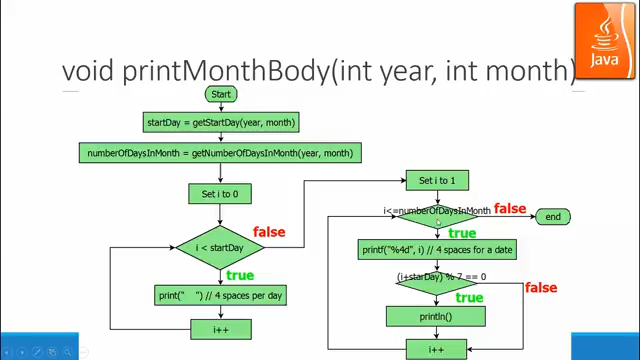 void printMonthBody(int year, int month)
Java
Start
startDay = getStartDay(year, month)
numberOfDaysInMonth = getNumberOfDaysInMonth(year, month)
Set i to 0
false
i < startDay
true
print("    ") // 4 spaces per day
i++
Set i to 1
i<=numberOfDaysInMonth
false
end
true
printf("%4d", i) // 4 spaces for a date
(i+starDay) % 7 == 0
false
true
println()
i++